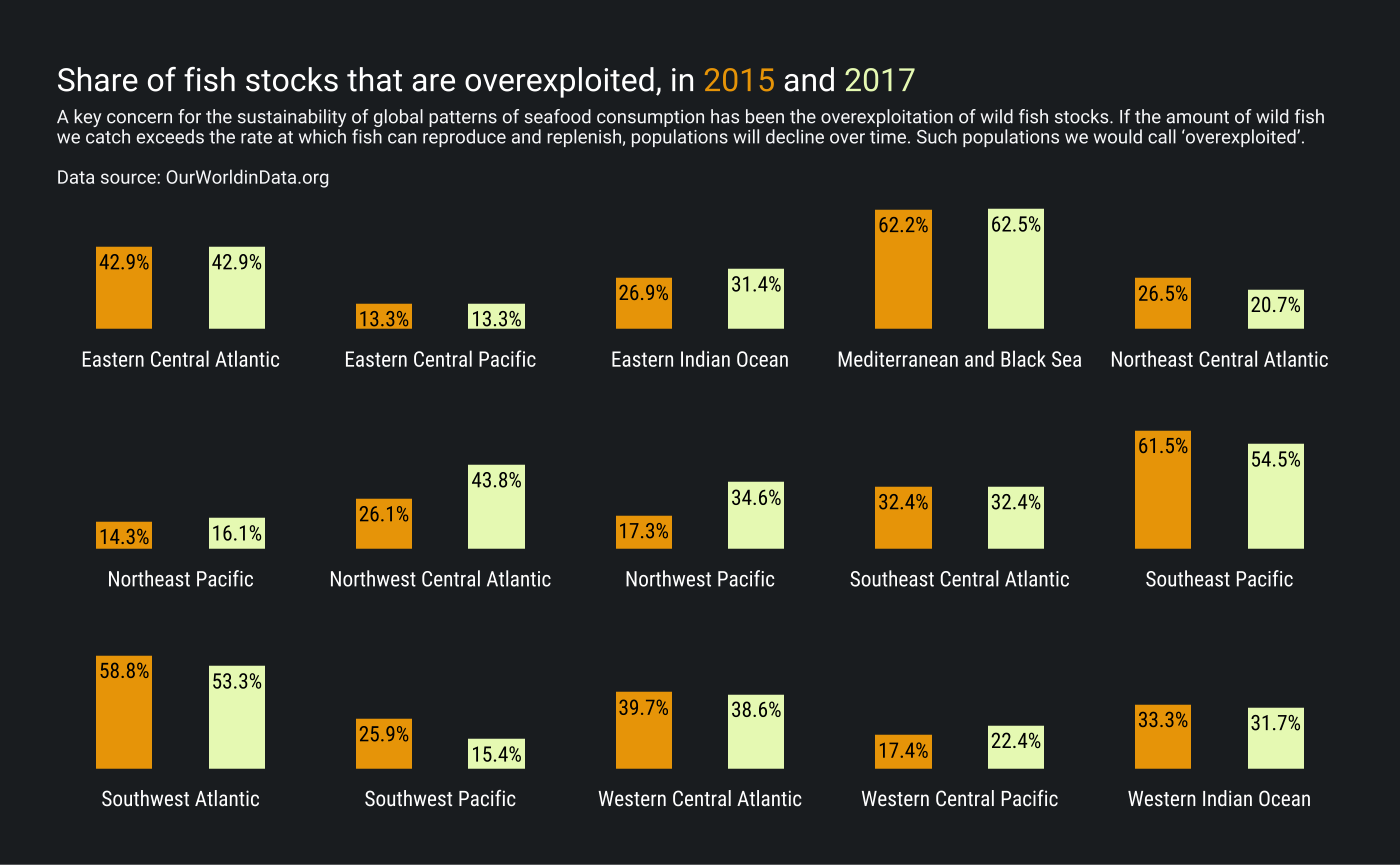 Share of fish stocks that are overexploited, in 2015 and 2017
A key concern for the sustainability of global patterns of seafood consumption has been the overexploitation of wild fish stocks. If the amount of wild fish
we catch exceeds the rate at which fish can reproduce and replenish, populations will decline over time. Such populations we would call ‘overexploited’.
Data source: OurWorldinData.org
42.9% 42.9%
Eastern Central Atlantic
13.3% 13.3%
Eastern Central Pacific
26.9% 31.4%
Eastern Indian Ocean
62.2% 62.5%
Mediterranean and Black Sea
26.5% 20.7%
Northeast Central Atlantic
14.3% 16.1%
Northeast Pacific
26.1% 43.8%
Northwest Central Atlantic
17.3% 34.6%
Northwest Pacific
32.4% 32.4%
Southeast Central Atlantic
61.5% 54.5%
Southeast Pacific
58.8% 53.3%
Southwest Atlantic
25.9% 15.4%
Southwest Pacific
39.7% 38.6%
Western Central Atlantic
17.4% 22.4%
Western Central Pacific
33.3% 31.7%
Western Indian Ocean